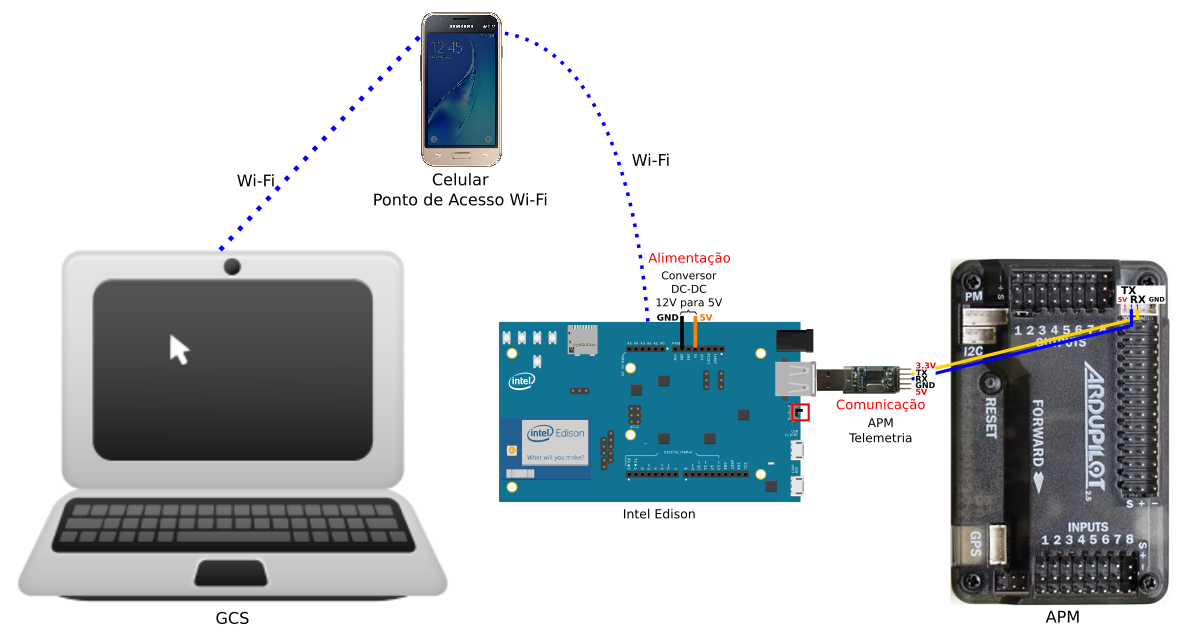 SAMSUNG
12:45
Wi-Fi
Wi-Fi
Celular
Ponto de Acesso Wi-Fi
Alimentação
Conversor
DC-DC
12V para 5V
GND
5V
intel
intel Edison
What will you make?
Intel Edison
3.3V
TX
RX
GND
5V
Comunicação
APM
Telemetria
TX
5V RX GND
PM
S + -
1 2 3 4 5 6 7 8
OUTPUTS
I2C
RESET
FORWARD
ARDUPILOT
2.5
S + -
INPUTS
1 2 3 4 5 6 7 8
S + -
GPS
GCS
APM